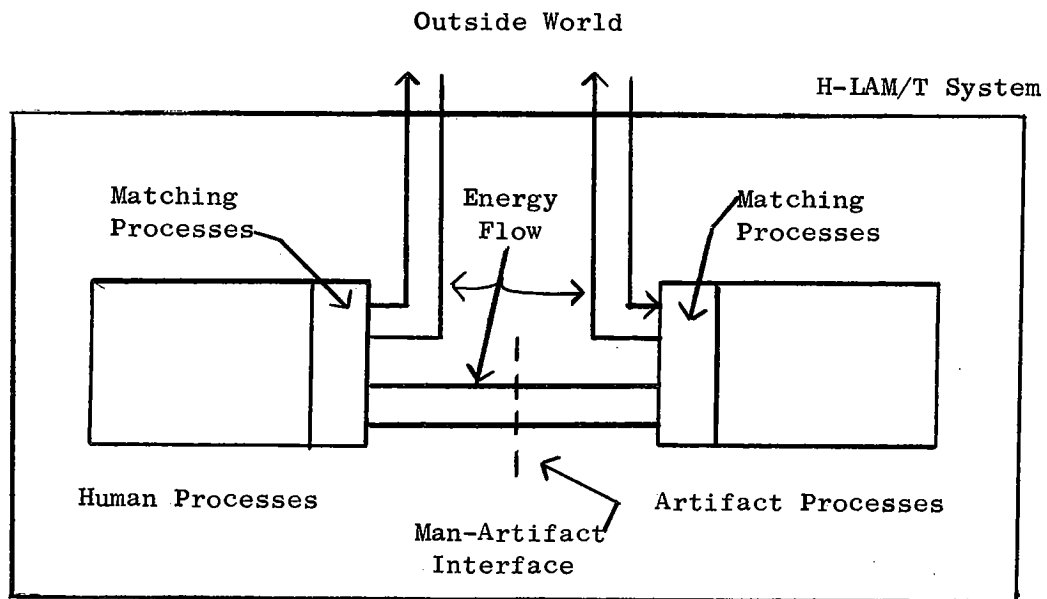 Outside World
H-LAM/T System
Matching
Processes
Energy
Flow
Matching
Processes
Human Processes
Artifact Processes
Man-Artifact
Interface